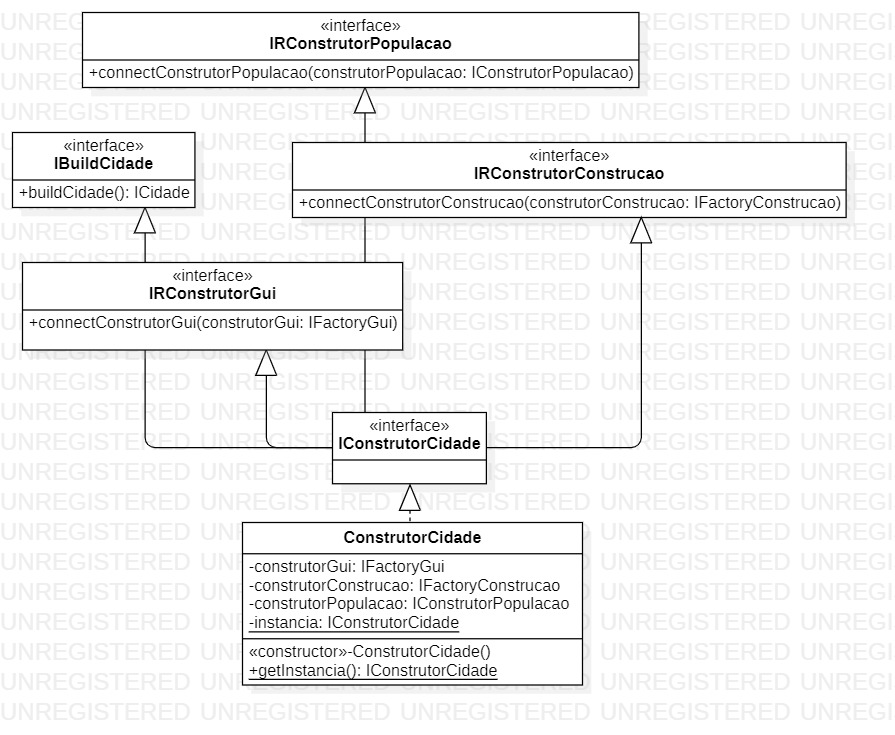 «interface»
IRConstrutorPopulacao
+connectConstrutorPopulacao(construtorPopulacao: IConstrutorPopulacao)
«interface»
IBuildCidade
+buildCidade(): ICidade
«interface»
IRConstrutorConstrucao
+connectConstrutorConstrucao(construtorConstrucao: IFactoryConstrucao)
«interface»
IRConstrutorGui
+connectConstrutorGui(construtorGui: IFactoryGui)
«interface»
IConstrutorCidade
ConstrutorCidade
-construtorGui: IFactoryGui
-construtorConstrucao: IFactoryConstrucao
-construtorPopulacao: IConstrutorPopulacao
-instancia: IConstrutorCidade
«constructor»-ConstrutorCidade()
+getInstancia(): IConstrutorCidade
UNREGISTERED UNREGISTERED UNREGISTERED UNREGISTERED UNREGI